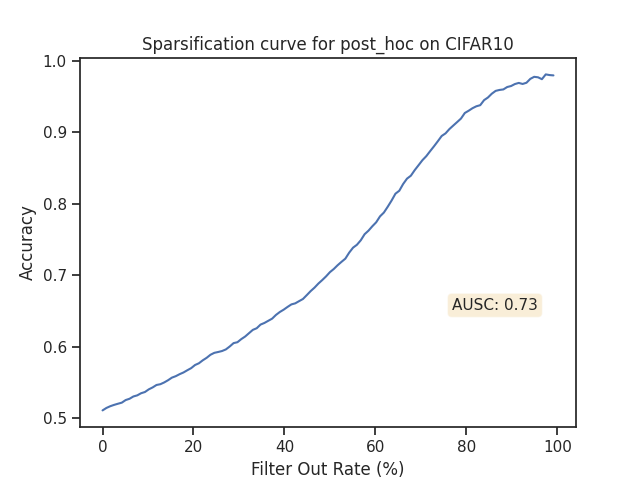 Sparsification curve for post_hoc on CIFAR10
1.0
0.9
0.8
0.7
0.6
0.5
Accuracy
AUSC: 0.73
0 20 40 60 80 100
Filter Out Rate (%)